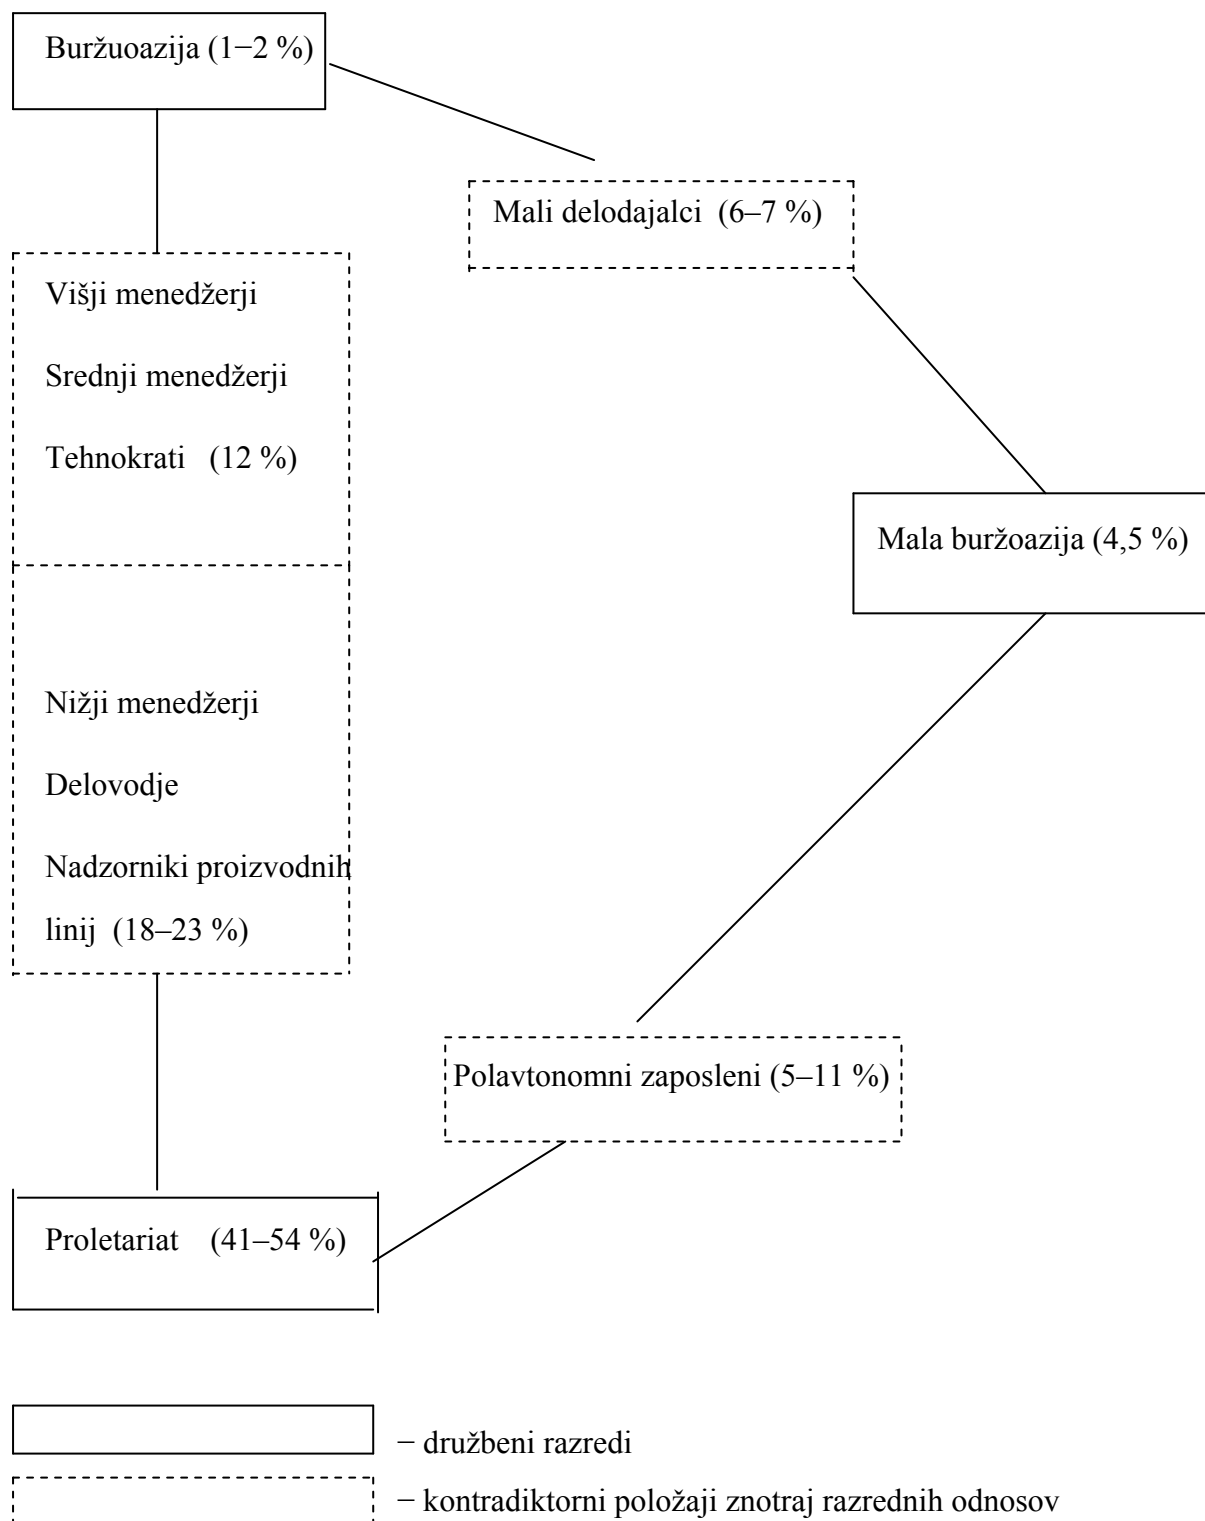 Buržuoazija (1−2 %)
Mali delodajalci (6–7 %)
Višji menedžerji
Srednji menedžerji
Tehnokrati (12 %)
Mala buržoazija (4,5 %)
Nižji menedžerji
Delovodje
Nadzorniki proizvodnih
linij (18–23 %)
Polavtonomni zaposleni (5–11 %)
Proletariat (41–54 %)
− družbeni razredi
− kontradiktorni položaji znotraj razrednih odnosov